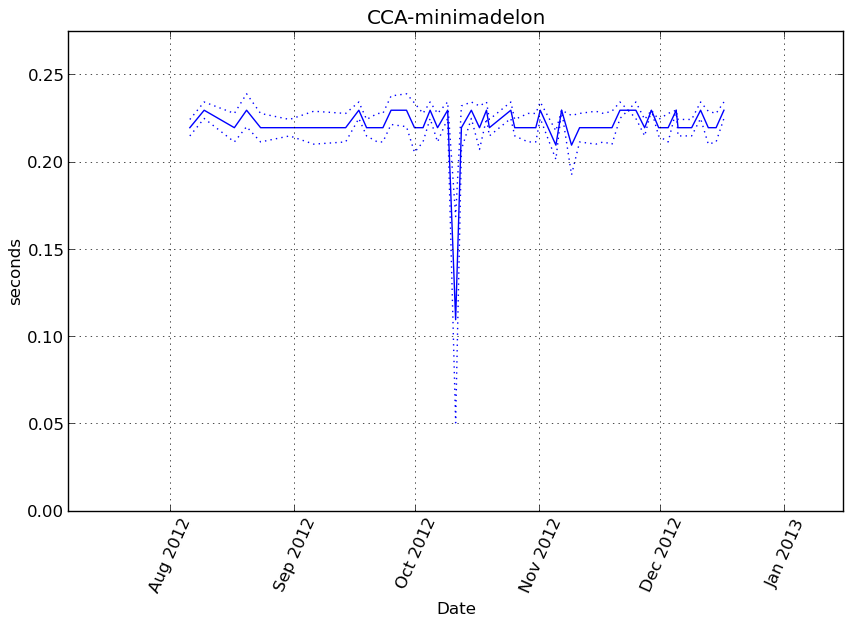 CCA-minimadelon
0.25
0.20
0.15
0.10
0.05
0.00
seconds
Aug 2012
Sep 2012
Oct 2012
Nov 2012
Dec 2012
Jan 2013
Date